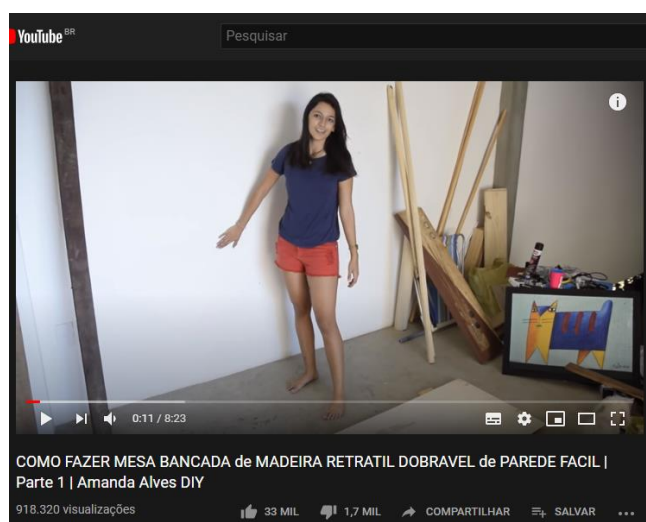 YouTube BR
Pesquisar
0:11 / 8:23
COMO FAZER MESA BANCADA de MADEIRA RETRATIL DOBRAVEL de PAREDE FACIL |
Parte 1 | Amanda Alves DIY
918.320 visualizações 33 MIL 1,7 MIL COMPARTILHAR SALVAR